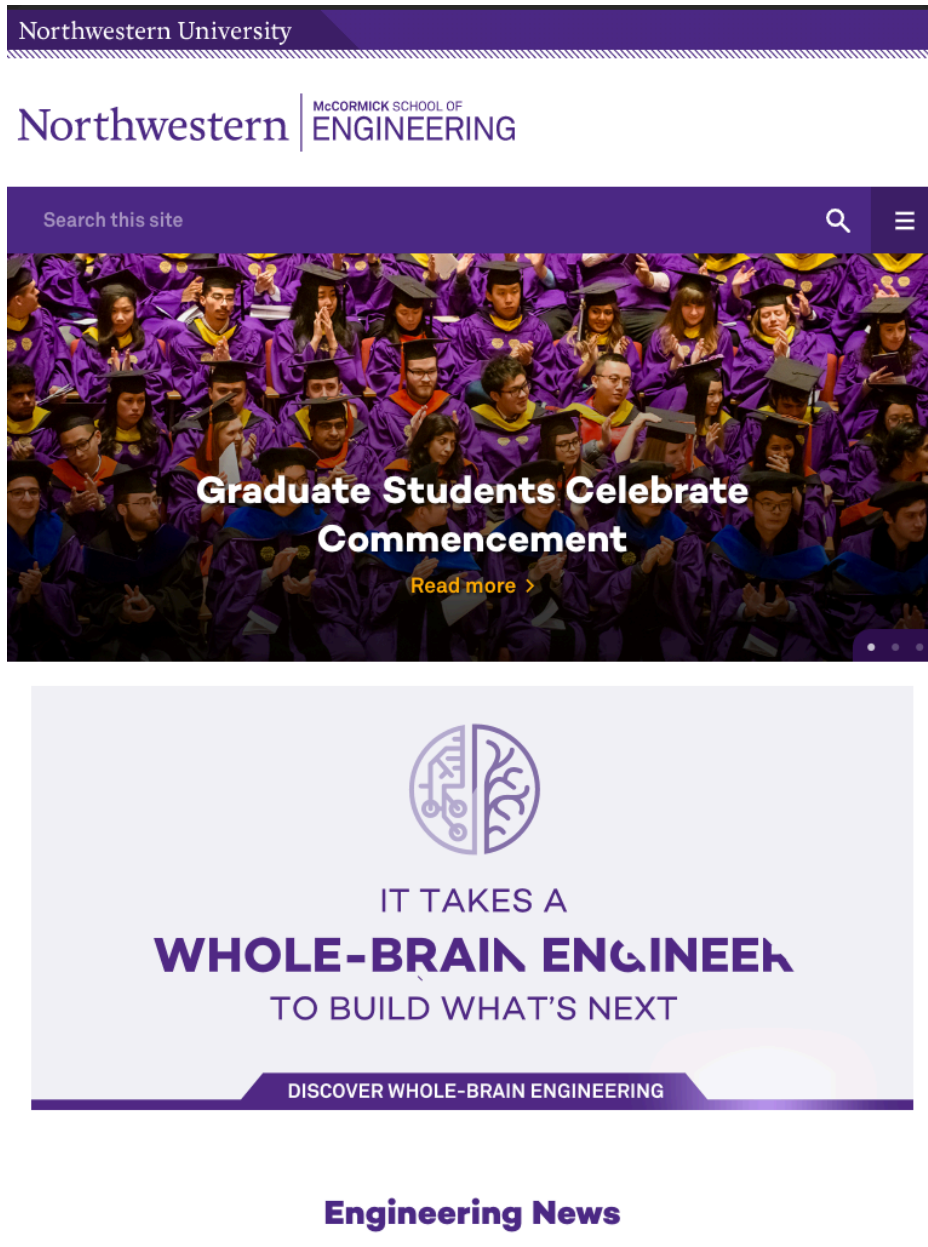 Northwestern University
Northwestern
McCORMICK SCHOOL OF
ENGINEERING
Search this site
Graduate Students Celebrate
Commencement
Read more >
IT TAKES A
WHOLE-BRAIN ENGINEER
TO BUILD WHAT'S NEXT
DISCOVER WHOLE-BRAIN ENGINEERING
Engineering News